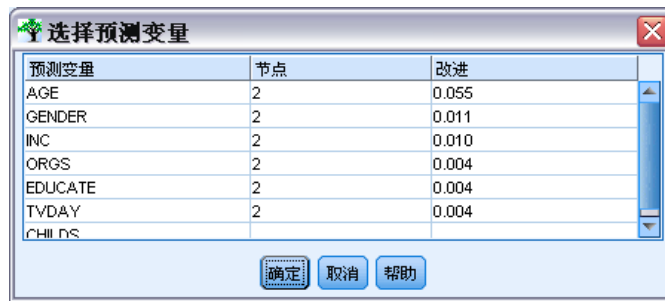 选择预测变量
预测变量 节点 改进
AGE 2 0.055
GENDER 2 0.011
INC 2 0.010
ORGS 2 0.004
EDUCATE 2 0.004
TVDAY 2 0.004
CHILDS
确定 取消 帮助